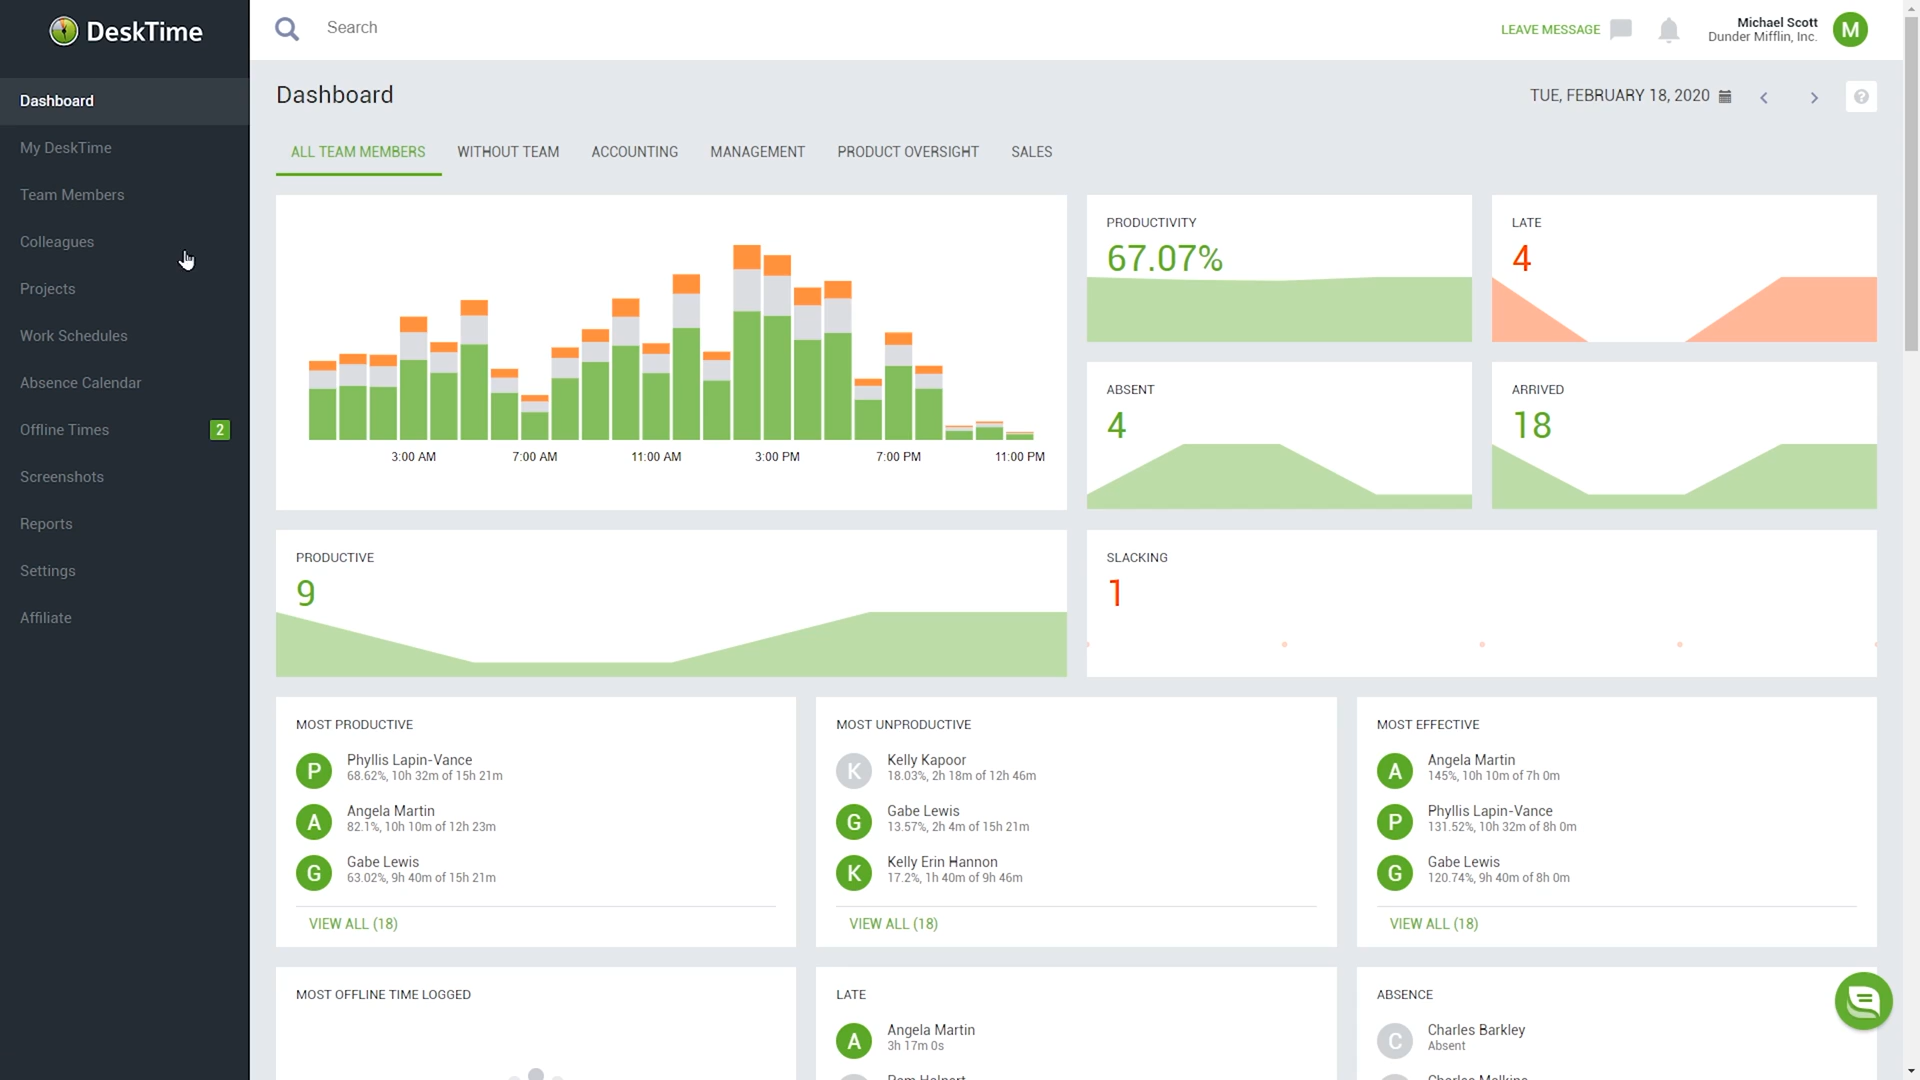 DeskTime
Search
LEAVE MESSAGE
Michael Scott
Dunder Mifflin, Inc.
M
Dashboard
My DeskTime
Team Members
Colleagues
Projects
Work Schedules
Absence Calendar
Offline Times
2
Screenshots
Reports
Settings
Affiliate
Dashboard
TUE, FEBRUARY 18, 2020
?
ALL TEAM MEMBERS
WITHOUT TEAM
ACCOUNTING
MANAGEMENT
PRODUCT OVERSIGHT
SALES
3:00 AM
7:00 AM
11:00 AM
3:00 PM
7:00 PM
11:00 PM
PRODUCTIVITY
67.07%
LATE
4
ABSENT
4
ARRIVED
18
PRODUCTIVE
9
SLACKING
1
MOST PRODUCTIVE
P
Phyllis Lapin-Vance
68.62%, 10h 32m of 15h 21m
A
Angela Martin
82.1%, 10h 10m of 12h 23m
G
Gabe Lewis
63.02%, 9h 40m of 15h 21m
VIEW ALL (18)
MOST UNPRODUCTIVE
K
Kelly Kapoor
18.03%, 2h 18m of 12h 46m
G
Gabe Lewis
13.57%, 2h 4m of 15h 21m
K
Kelly Erin Hannon
17.2%, 1h 40m of 9h 46m
VIEW ALL (18)
MOST EFFECTIVE
A
Angela Martin
145%, 10h 10m of 7h 0m
P
Phyllis Lapin-Vance
131.52%, 10h 32m of 8h 0m
G
Gabe Lewis
120.74%, 9h 40m of 8h 0m
VIEW ALL (18)
MOST OFFLINE TIME LOGGED
LATE
A
Angela Martin
3h 17m 0s
ABSENCE
C
Charles Barkley
Absent